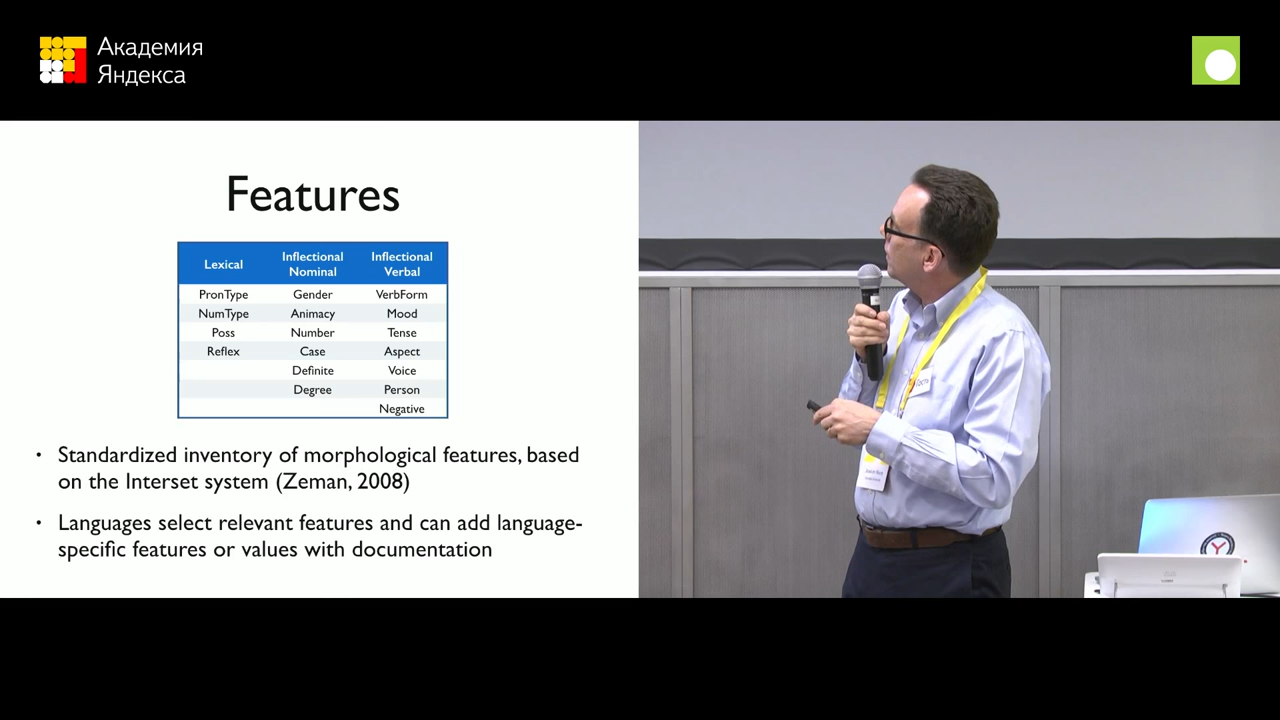 Академия
Яндекса
Features
Lexical
Inflectional Nominal
Inflectional Verbal
PronType Gender VerbForm
NumType Animacy Mood
Poss Number Tense
Reflex Case Aspect
Definite Voice
Degree Person
Negative
• Standardized inventory of morphological features, based
on the Interset system (Zeman, 2008)
• Languages select relevant features and can add language-
specific features or values with documentation